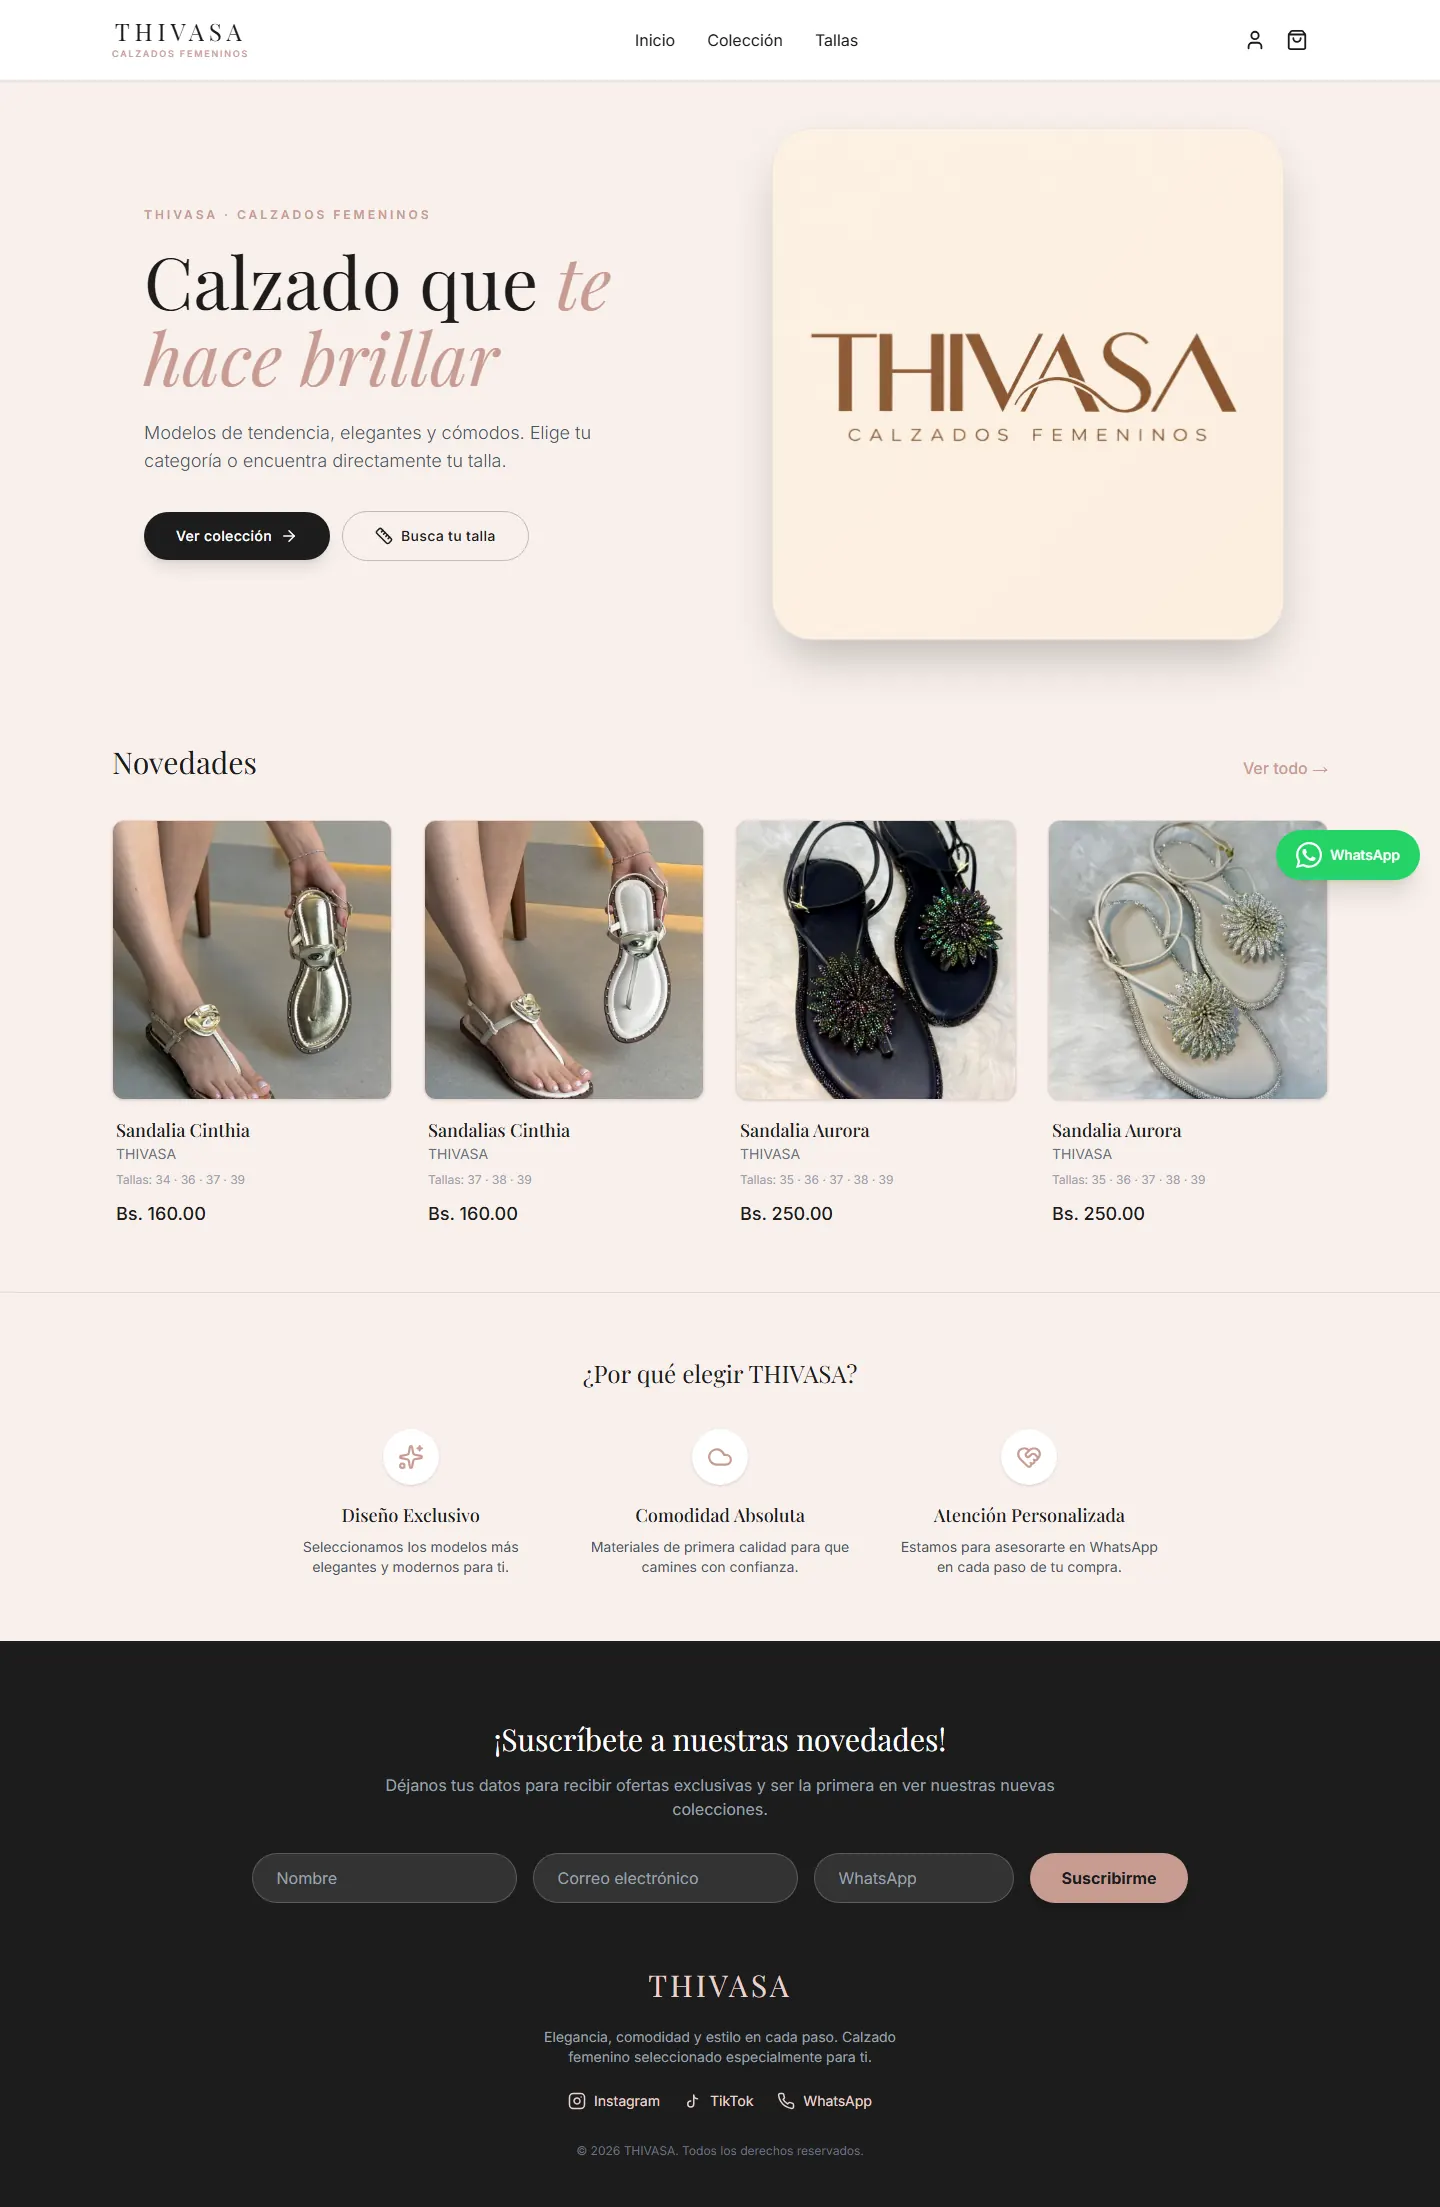 THIVASA
CALZADOS FEMENINOS
Inicio
Colección
Tallas
THIVASA · CALZADOS FEMENINOS
Calzado que te
hace brillar
Modelos de tendencia, elegantes y cómodos. Elige tu
categoría o encuentra directamente tu talla.
Ver colección →
Busca tu talla
THIVASA
CALZADOS FEMENINOS
Novedades
Ver todo →
WhatsApp
Sandalia Cinthia
THIVASA
Tallas: 34 · 36 · 37 · 39
Bs. 160.00
Sandalias Cinthia
THIVASA
Tallas: 37 · 38 · 39
Bs. 160.00
Sandalia Aurora
THIVASA
Tallas: 35 · 36 · 37 · 38 · 39
Bs. 250.00
Sandalia Aurora
THIVASA
Tallas: 35 · 36 · 37 · 38 · 39
Bs. 250.00
¿Por qué elegir THIVASA?
Diseño Exclusivo
Seleccionamos los modelos más
elegantes y modernos para ti.
Comodidad Absoluta
Materiales de primera calidad para que
camines con confianza.
Atención Personalizada
Estamos para asesorarte en WhatsApp
en cada paso de tu compra.
¡Suscríbete a nuestras novedades!
Déjanos tus datos para recibir ofertas exclusivas y ser la primera en ver nuestras nuevas
colecciones.
Nombre
Correo electrónico
WhatsApp
Suscribirme
THIVASA
Elegancia, comodidad y estilo en cada paso. Calzado
femenino seleccionado especialmente para ti.
Instagram
TikTok
WhatsApp
© 2026 THIVASA. Todos los derechos reservados.